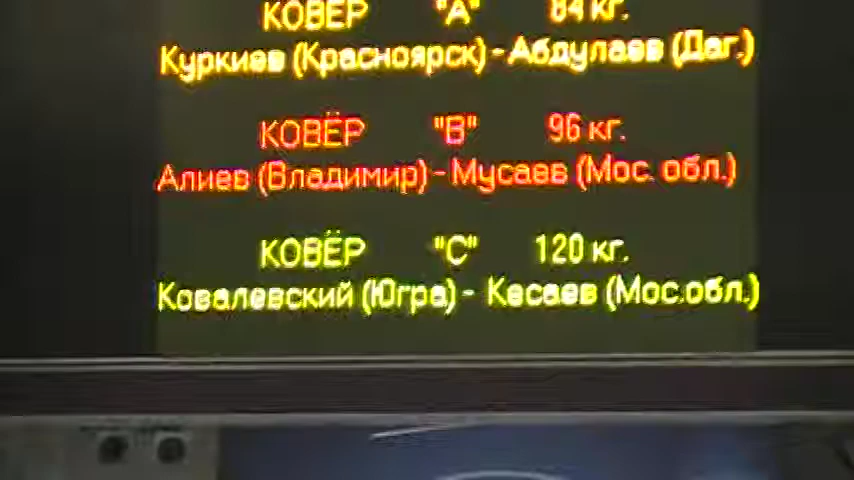 КОВЁР "А" 84 кг.
Куркиев (Красноярск) - Абдулаев (Даг.)
КОВЁР "В" 96 кг.
Алиев (Владимир) - Мусаев (Мос. обл.)
КОВЁР "С" 120 кг.
Ковалевский (Югра) - Кесаев (Мос.обл.)